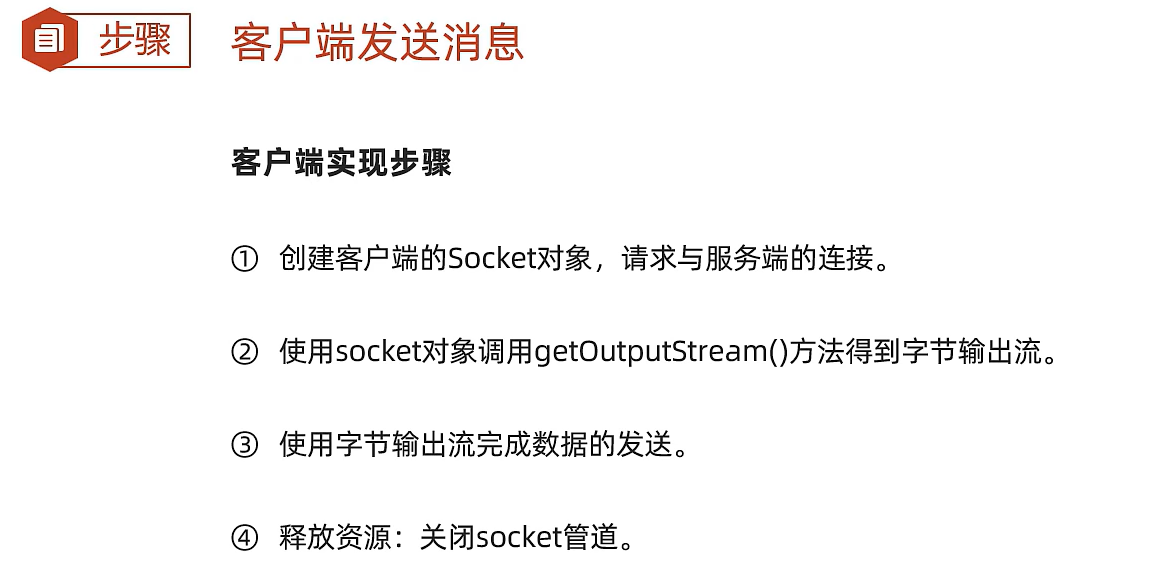 步骤 客户端发送消息
客户端实现步骤
① 创建客户端的Socket对象，请求与服务端的连接。
② 使用socket对象调用getOutputStream()方法得到字节输出流。
③ 使用字节输出流完成数据的发送。
④ 释放资源：关闭socket管道。